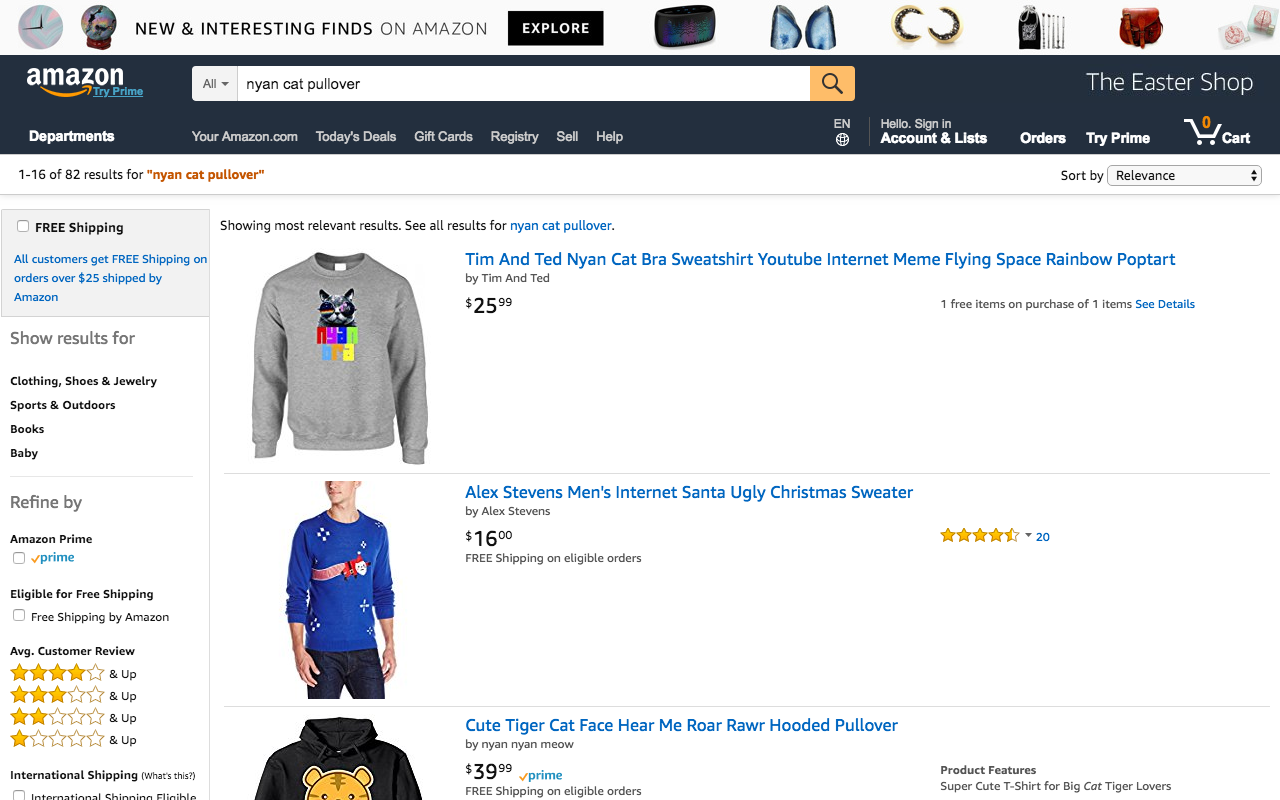 NEW & INTERESTING FINDS ON AMAZON EXPLORE
amazon
Try Prime
All
nyan cat pullover
The Easter Shop
Departments
Your Amazon.com Today's Deals Gift Cards Registry Sell Help
EN
Hello. Sign in
Account & Lists
Orders
Try Prime
0
Cart
1-16 of 82 results for "nyan cat pullover"
Sort by Relevance
FREE Shipping
All customers get FREE Shipping on
orders over $25 shipped by
Amazon
Show results for
Clothing, Shoes & Jewelry
Sports & Outdoors
Books
Baby
Refine by
Amazon Prime
prime
Eligible for Free Shipping
Free Shipping by Amazon
Avg. Customer Review
& Up
& Up
& Up
& Up
International Shipping (What's this?)
International Shipping Eligible
Showing most relevant results. See all results for nyan cat pullover.
nyan
bra
Tim And Ted Nyan Cat Bra Sweatshirt Youtube Internet Meme Flying Space Rainbow Poptart
by Tim And Ted
$25 99
1 free items on purchase of 1 items See Details
Alex Stevens Men's Internet Santa Ugly Christmas Sweater
by Alex Stevens
$16 00
FREE Shipping on eligible orders
20
Cute Tiger Cat Face Hear Me Roar Rawr Hooded Pullover
by nyan nyan meow
$39 99 prime
FREE Shipping on eligible orders
Product Features
Super Cute T-Shirt for Big Cat Tiger Lovers